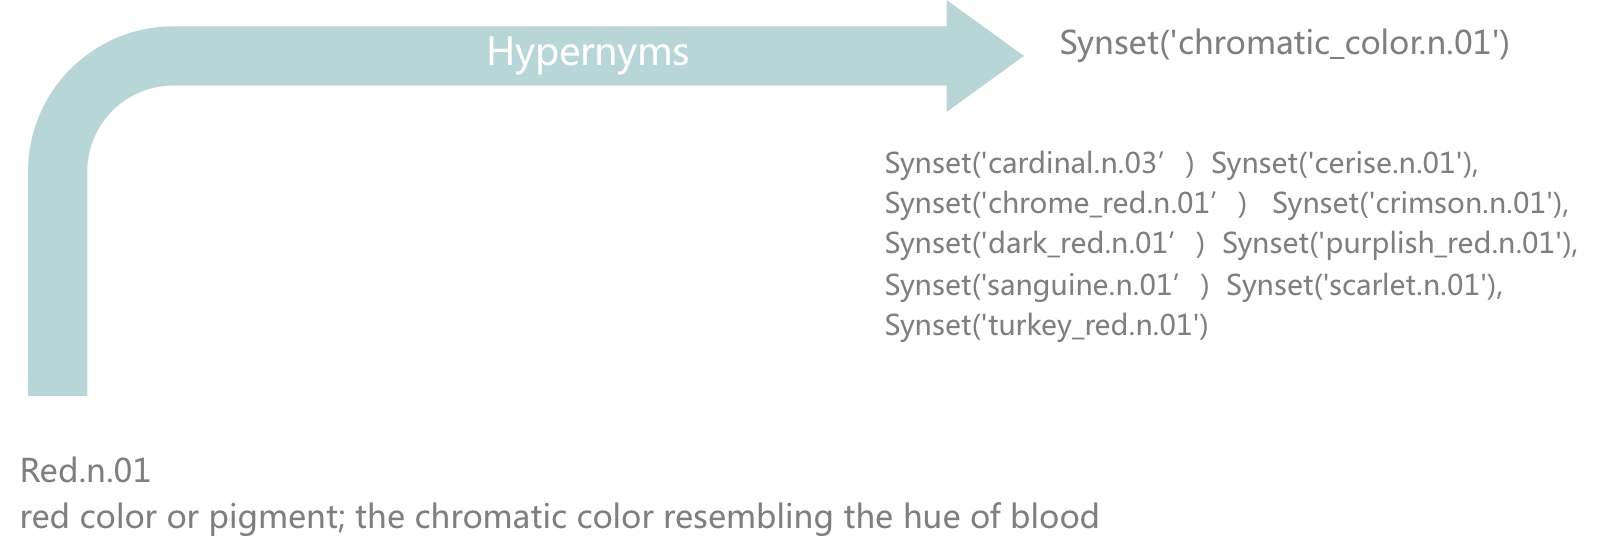 Hypernyms
Synset('chromatic_color.n.01')
Synset('cardinal.n.03’) Synset('cerise.n.01'),
Synset('chrome_red.n.01’) Synset('crimson.n.01'),
Synset('dark_red.n.01’) Synset('purplish_red.n.01'),
Synset('sanguine.n.01’) Synset('scarlet.n.01'),
Synset('turkey_red.n.01')
Red.n.01
red color or pigment; the chromatic color resembling the hue of blood